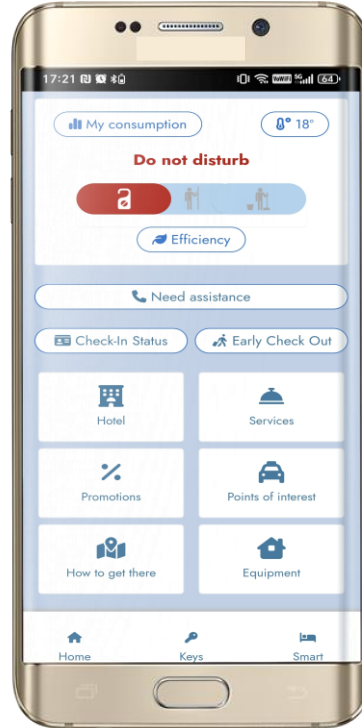 17:21 64
My consumption 18°
Do not disturb
Efficiency
Need assistance
Check-In Status Early Check Out
Hotel Services
Promotions Points of interest
How to get there Equipment
Home Keys Smart